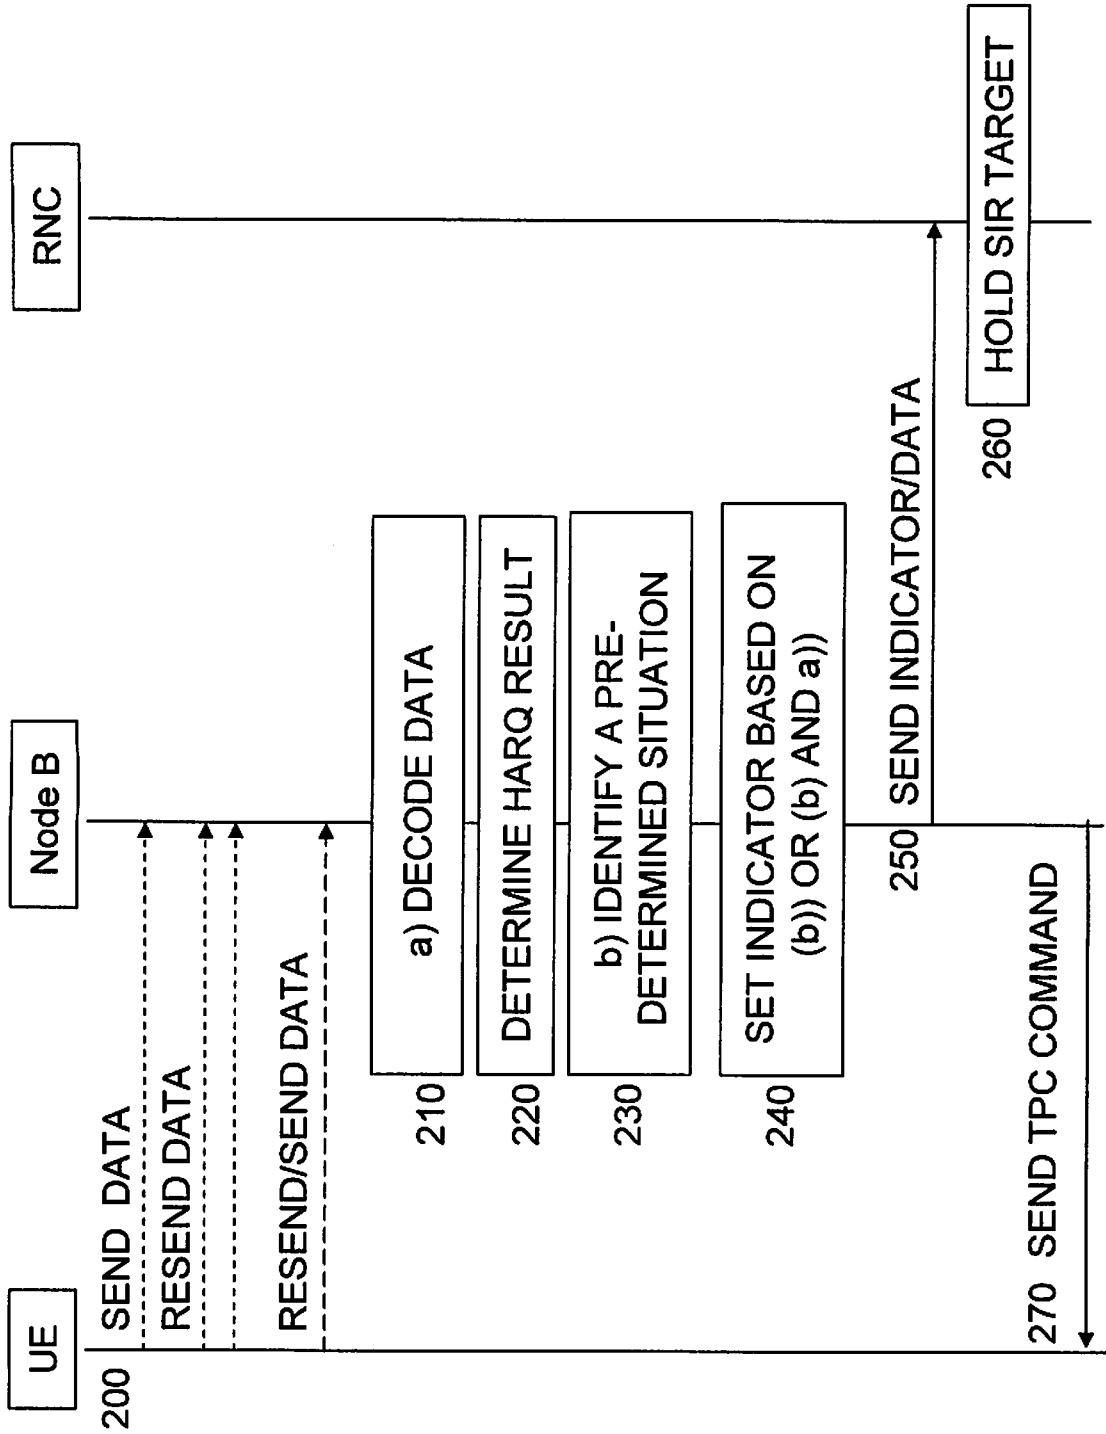 UE
Node B
RNC
200
SEND DATA
RESEND DATA
RESEND/SEND DATA
210
a) DECODE DATA
220
DETERMINE HARQ RESULT
230
b) IDENTIFY A PRE-
DETERMINED SITUATION
240
SET INDICATOR BASED ON
(b)) OR (b) AND a))
250 SEND INDICATOR/DATA
260
HOLD SIR TARGET
270 SEND TPC COMMAND